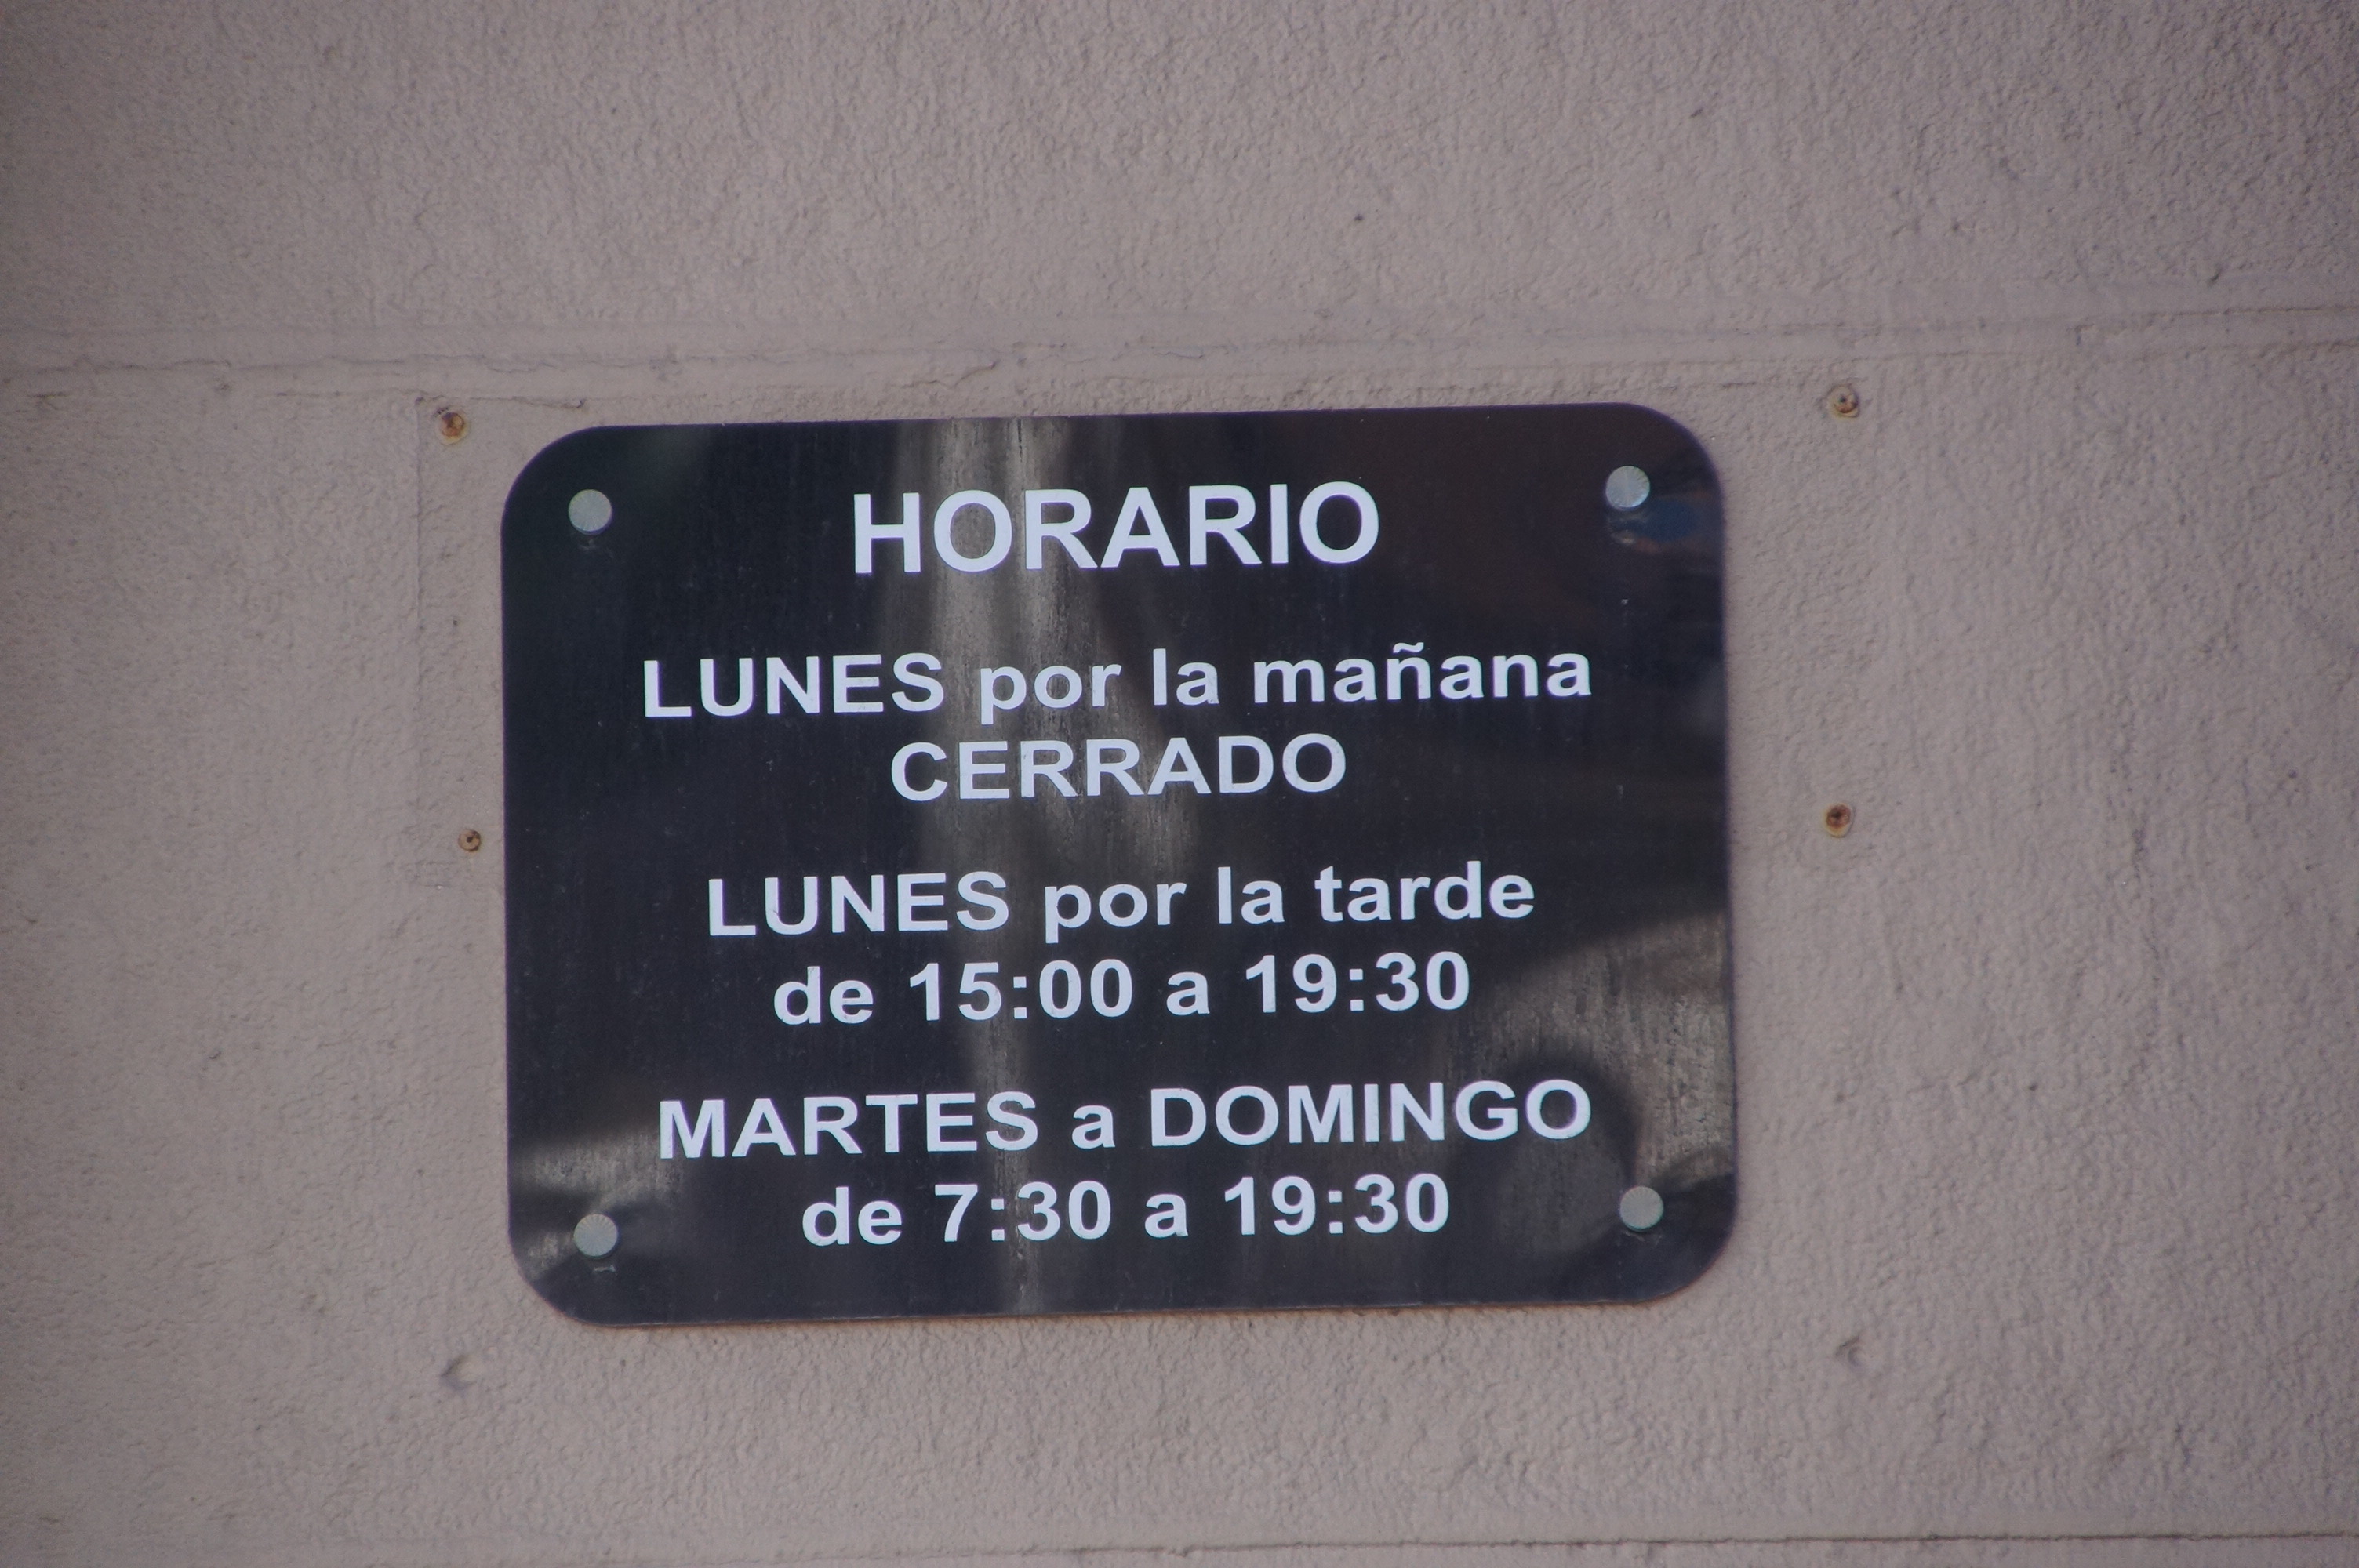 HORARIO
LUNES por la mañana
CERRADO
LUNES por la tarde
de 15:00 a 19:30
MARTES a DOMINGO
de 7:30 a 19:30